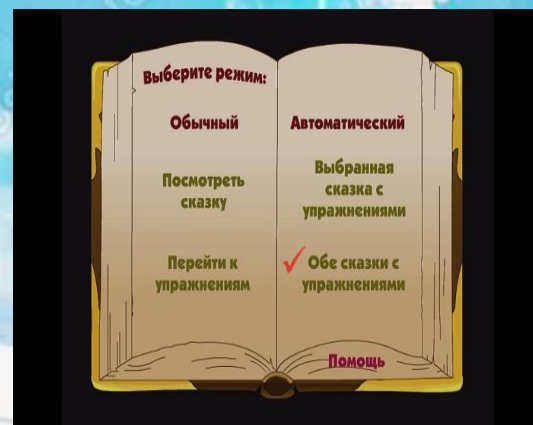 Выберите режим:
Обычный
Посмотреть
сказку
Перейти к
упражнениям
Автоматический
Выбранная
сказка с
упражнениями
Обе сказки с
упражнениями
Помощь